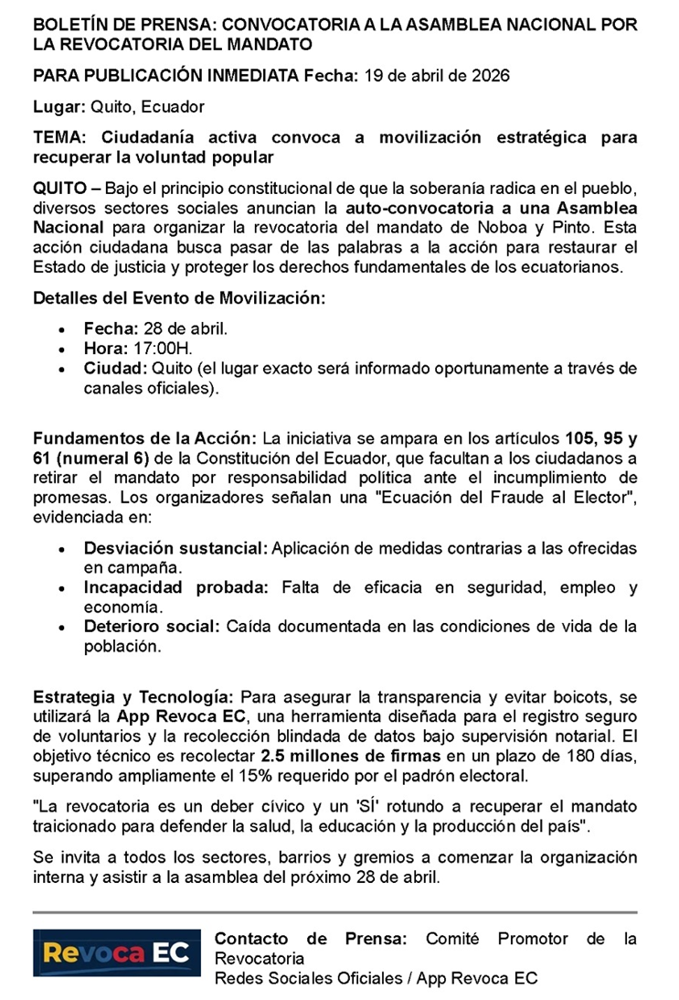 BOLETÍN DE PRENSA: CONVOCATORIA A LA ASAMBLEA NACIONAL POR
LA REVOCATORIA DEL MANDATO
PARA PUBLICACIÓN INMEDIATA Fecha: 19 de abril de 2026
Lugar: Quito, Ecuador
TEMA: Ciudadanía activa convoca a movilización estratégica para
recuperar la voluntad popular
QUITO – Bajo el principio constitucional de que la soberanía radica en el pueblo,
diversos sectores sociales anuncian la auto-convocatoria a una Asamblea
Nacional para organizar la revocatoria del mandato de Noboa y Pinto. Esta
acción ciudadana busca pasar de las palabras a la acción para restaurar el
Estado de justicia y proteger los derechos fundamentales de los ecuatorianos.
Detalles del Evento de Movilización:
• Fecha: 28 de abril.
• Hora: 17:00H.
• Ciudad: Quito (el lugar exacto será informado oportunamente a través de
canales oficiales).
Fundamentos de la Acción: La iniciativa se ampara en los artículos 105, 95 y
61 (numeral 6) de la Constitución del Ecuador, que facultan a los ciudadanos a
retirar el mandato por responsabilidad política ante el incumplimiento de
promesas. Los organizadores señalan una "Ecuación del Fraude al Elector",
evidenciada en:
• Desviación sustancial: Aplicación de medidas contrarias a las ofrecidas
en campaña.
• Incapacidad probada: Falta de eficacia en seguridad, empleo y
economía.
• Deterioro social: Caída documentada en las condiciones de vida de la
población.
Estrategia y Tecnología: Para asegurar la transparencia y evitar boicots, se
utilizará la App Revoca EC, una herramienta diseñada para el registro seguro
de voluntarios y la recolección blindada de datos bajo supervisión notarial. El
objetivo técnico es recolectar 2.5 millones de firmas en un plazo de 180 días,
superando ampliamente el 15% requerido por el padrón electoral.
"La revocatoria es un deber cívico y un 'SÍ' rotundo a recuperar el mandato
traicionado para defender la salud, la educación y la producción del país".
Se invita a todos los sectores, barrios y gremios a comenzar la organización
interna y asistir a la asamblea del próximo 28 de abril.
Revoca EC
Contacto de Prensa: Comité Promotor de la
Revocatoria
Redes Sociales Oficiales / App Revoca EC